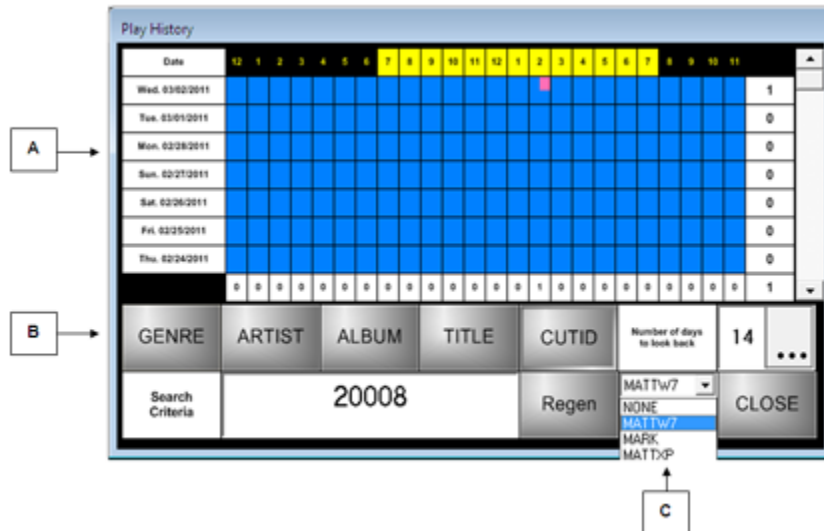 Play History
Date 12 1 2 3 4 5 6 7 8 9 10 11 12 1 2 3 4 5 6 7 8 9 10 11
Wed. 03/02/2011 1
Tue. 03/01/2011 0
A
Mon. 02/28/2011 0
Sun. 02/27/2011 0
Sat. 02/26/2011 0
Fri. 02/25/2011 0
Thu. 02/24/2011 0
0 0 0 0 0 0 0 0 0 0 0 0 0 0 1 0 0 0 0 0 0 0 0 0 1
B
GENRE ARTIST ALBUM TITLE CUTID Number of days
to look back 14 ...
Search
Criteria 20008 Regen MATTW7 CLOSE
NONE
MATTW7
MARK
MATTXP
C